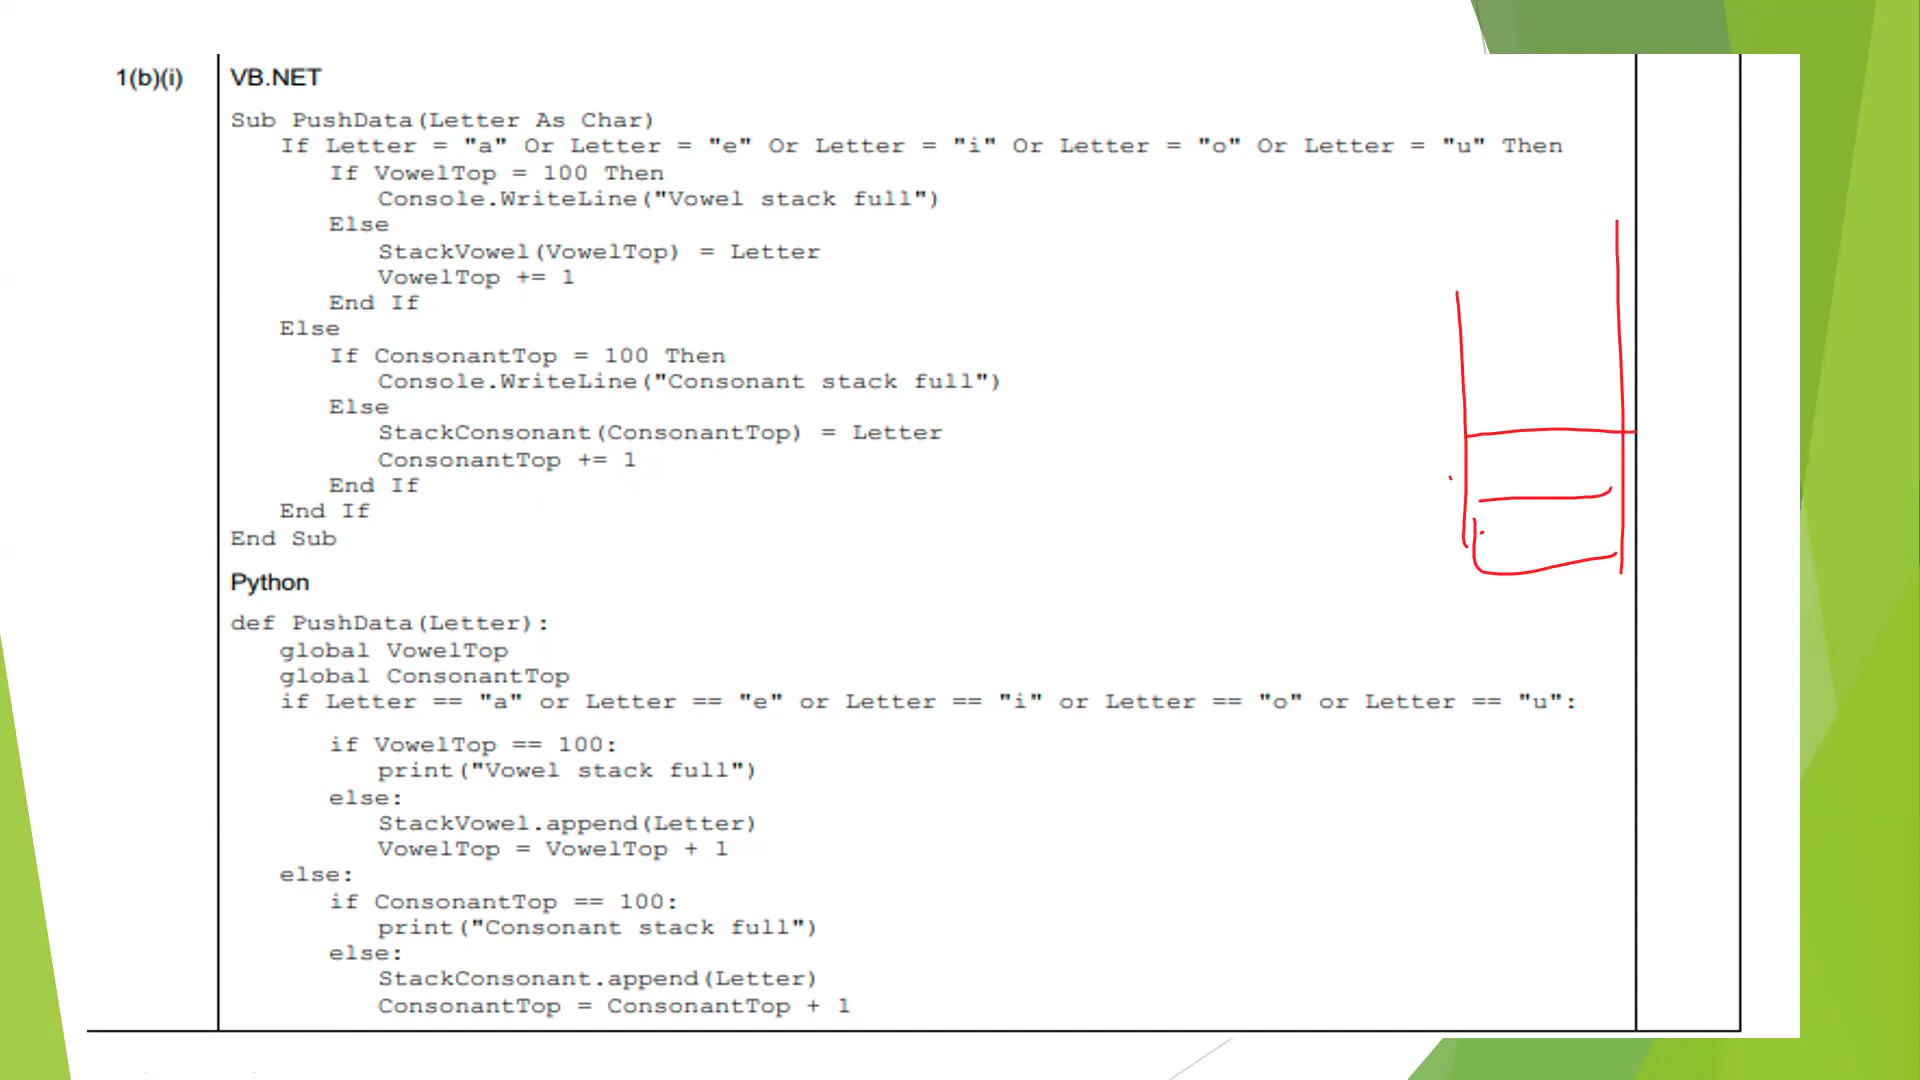 1(b)(i)
VB.NET
Sub PushData(Letter As Char)
If Letter = "a" Or Letter = "e" Or Letter = "i" Or Letter = "o" Or Letter = "u" Then
If VowelTop = 100 Then
Console.WriteLine("Vowel stack full")
Else
StackVowel(VowelTop) = Letter
VowelTop += 1
End If
Else
If ConsonantTop = 100 Then
Console.WriteLine("Consonant stack full")
Else
StackConsonant(ConsonantTop) = Letter
ConsonantTop += 1
End If
End If
End Sub
Python
def PushData(Letter):
global VowelTop
global ConsonantTop
if Letter == "a" or Letter == "e" or Letter == "i" or Letter == "o" or Letter == "u":
if VowelTop == 100:
print("Vowel stack full")
else:
StackVowel.append(Letter)
VowelTop = VowelTop + 1
else:
if ConsonantTop == 100:
print("Consonant stack full")
else:
StackConsonant.append(Letter)
ConsonantTop = ConsonantTop + 1